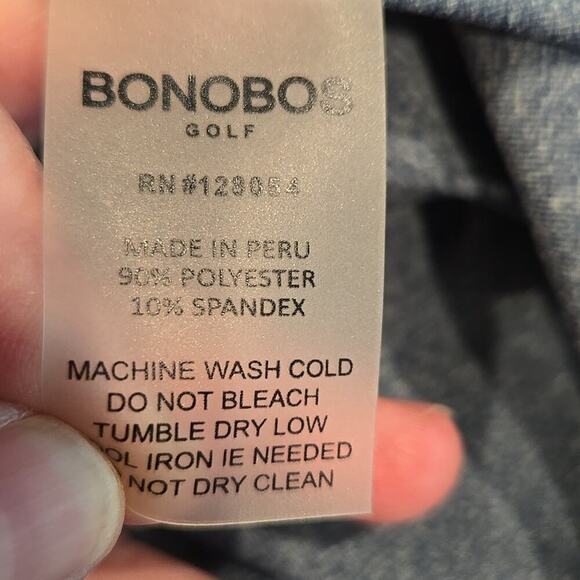 BONOBOS
GOLF
RN #128054
MADE IN PERU
90% POLYESTER
10% SPANDEX
MACHINE WASH COLD
DO NOT BLEACH
TUMBLE DRY LOW
IRON IE NEEDED
NOT DRY CLEAN